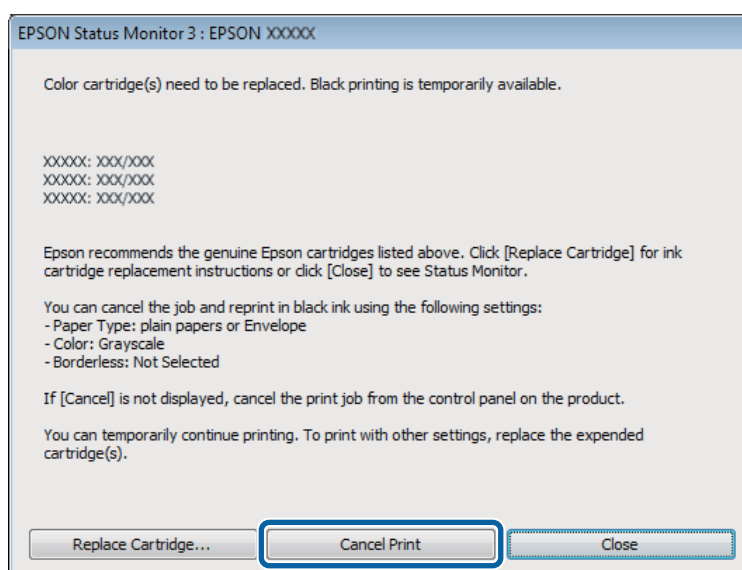 EPSON Status Monitor 3 : EPSON XXXXX
Color cartridge(s) need to be replaced. Black printing is temporarily available.
XXXXX: XXX/XXX
XXXXX: XXX/XXX
XXXXX: XXX/XXX
Epson recommends the genuine Epson cartridges listed above. Click [Replace Cartridge] for ink
cartridge replacement instructions or click [Close] to see Status Monitor.
You can cancel the job and reprint in black ink using the following settings:
- Paper Type: plain papers or Envelope
- Color: Grayscale
- Borderless: Not Selected
If [Cancel] is not displayed, cancel the print job from the control panel on the product.
You can temporarily continue printing. To print with other settings, replace the expended
cartridge(s).
Replace Cartridge... Cancel Print Close